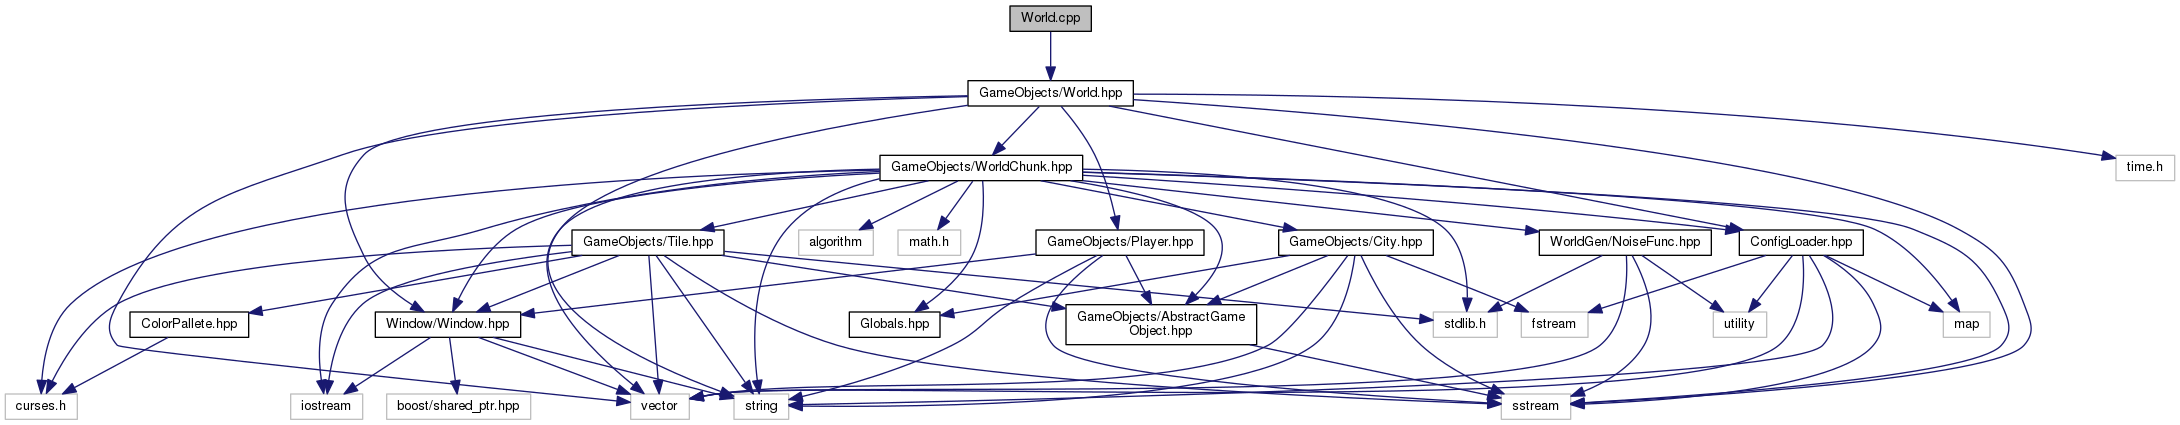 World.cpp
GameObjects/World.hpp
GameObjects/WorldChunk.hpp
time.h
GameObjects/Tile.hpp
algorithm
math.h
GameObjects/Player.hpp
GameObjects/City.hpp
WorldGen/NoiseFunc.hpp
ConfigLoader.hpp
ColorPallete.hpp
Window/Window.hpp
Globals.hpp
GameObjects/AbstractGame
Object.hpp
stdlib.h
fstream
utility
map
curses.h
iostream
boost/shared_ptr.hpp
vector
string
sstream